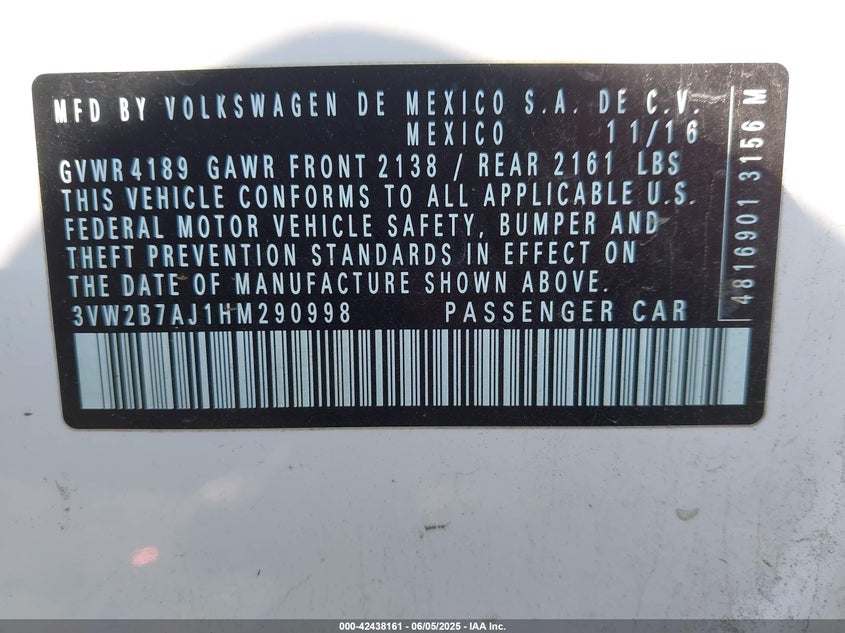 MFD BY VOLKSWAGEN DE MEXICO S.A. DE C.V.
MEXICO 11/16
GVWR4189 GAWR FRONT 2138 / REAR 2161 LBS
THIS VEHICLE CONFORMS TO ALL APPLICABLE U.S.
FEDERAL MOTOR VEHICLE SAFETY, BUMPER AND
THEFT PREVENTION STANDARDS IN EFFECT ON
THE DATE OF MANUFACTURE SHOWN ABOVE.
3VW2B7AJ1HM290998 PASSENGER CAR
4816901 3156 M
000-42438161 - 06/05/2025 - IAA Inc.